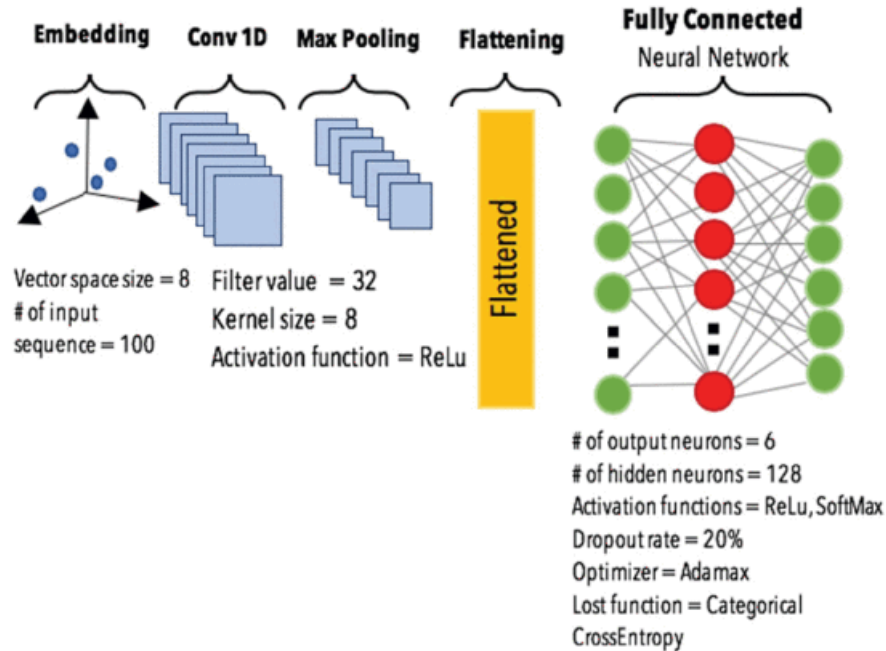 Embedding
Conv 1D
Max Pooling
Flattening
Fully Connected
Neural Network
Vector space size = 8
# of input
sequence = 100
Filter value = 32
Kernel size = 8
Activation function = ReLu
Flattened
# of output neurons = 6
# of hidden neurons = 128
Activation functions = ReLu, SoftMax
Dropout rate = 20%
Optimizer = Adamax
Lost function = Categorical
CrossEntropy